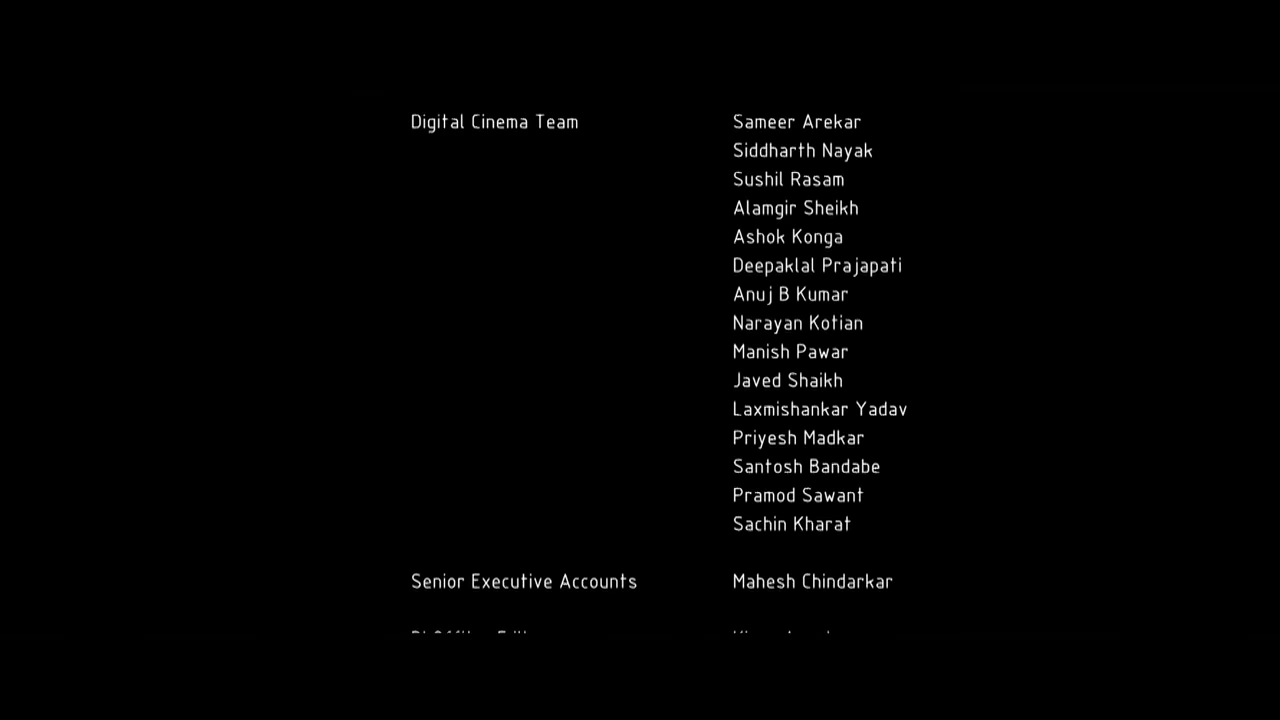 Digital Cinema Team Sameer Arekar
Siddharth Nayak
Sushil Rasam
Alamgir Sheikh
Ashok Konga
Deepaklal Prajapati
Anuj B Kumar
Narayan Kotian
Manish Pawar
Javed Shaikh
Laxmishankar Yadav
Priyesh Madkar
Santosh Bandabe
Pramod Sawant
Sachin Kharat
Senior Executive Accounts Mahesh Chindarkar